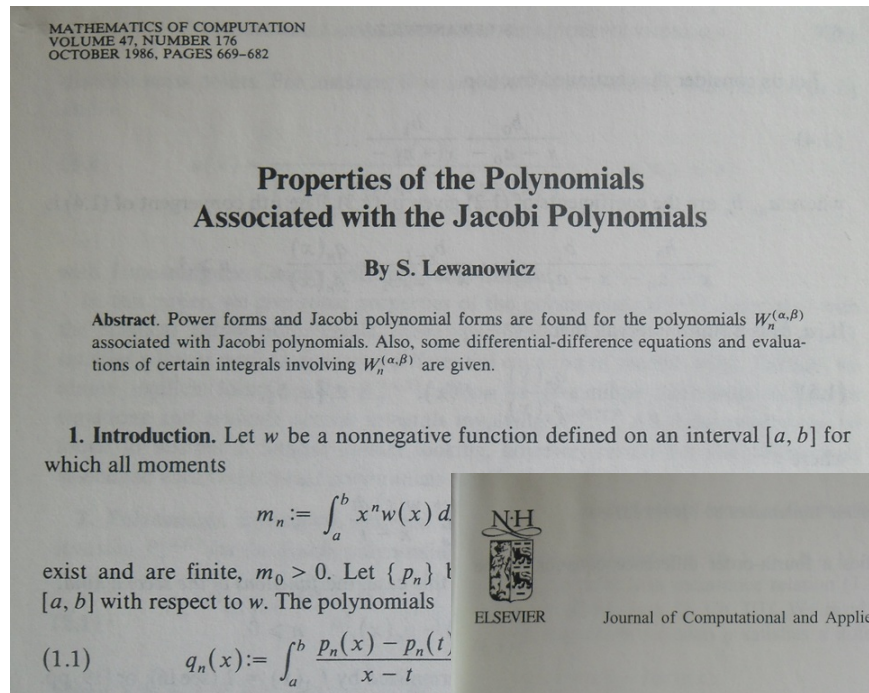 MATHEMATICS OF COMPUTATION
VOLUME 47, NUMBER 176
OCTOBER 1986, PAGES 669–682
Properties of the Polynomials
Associated with the Jacobi Polynomials
By S. Lewanowicz
Abstract. Power forms and Jacobi polynomial forms are found for the polynomials W_n^{(α,β)}
associated with Jacobi polynomials. Also, some differential-difference equations and evalua-
tions of certain integrals involving W_n^{(α,β)} are given.
1. Introduction. Let w be a nonnegative function defined on an interval [a, b] for
which all moments
m_n := ∫_a^b x^n w(x) d
exist and are finite, m_0 > 0. Let {p_n}
[a, b] with respect to w. The polynomials
(1.1) q_n(x) := ∫_a^b \frac{p_n(x) − p_n(t)}{x − t}
N·H
ELSEVIER
Journal of Computational and Applie